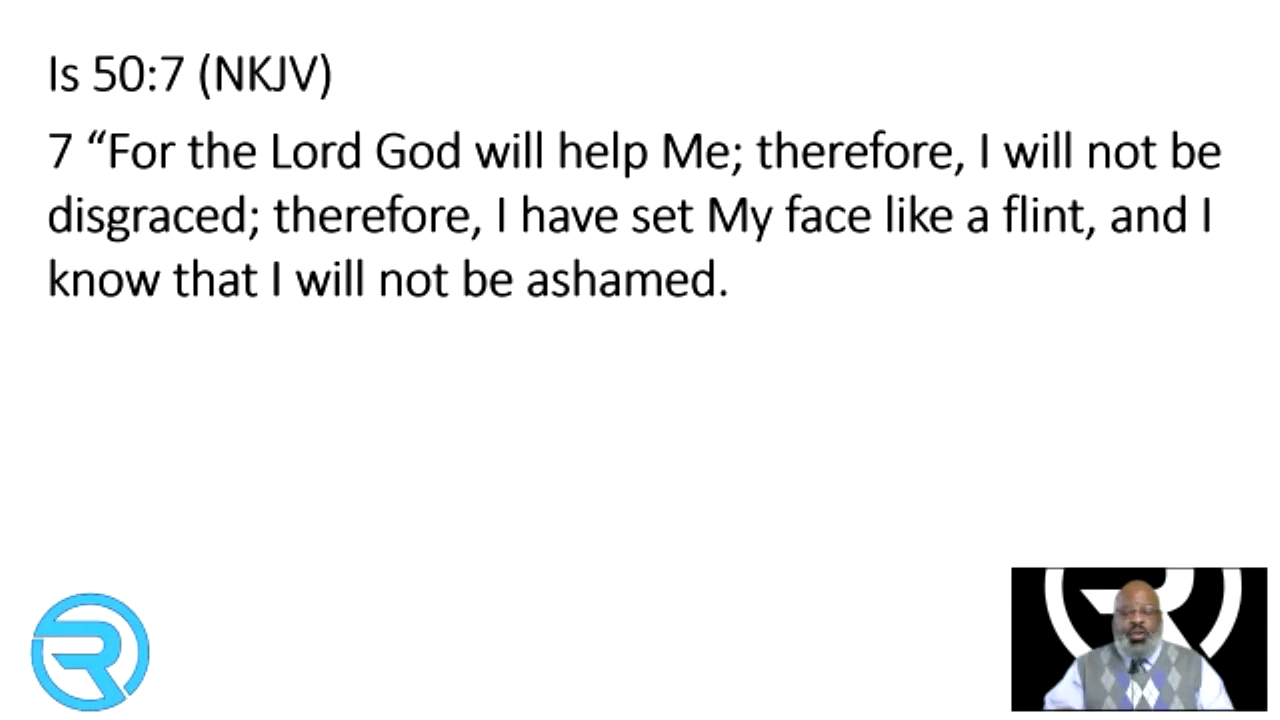 Is 50:7 (NKJV)
7 “For the Lord God will help Me; therefore, I will not be
disgraced; therefore, I have set My face like a flint, and I
know that I will not be ashamed.
R